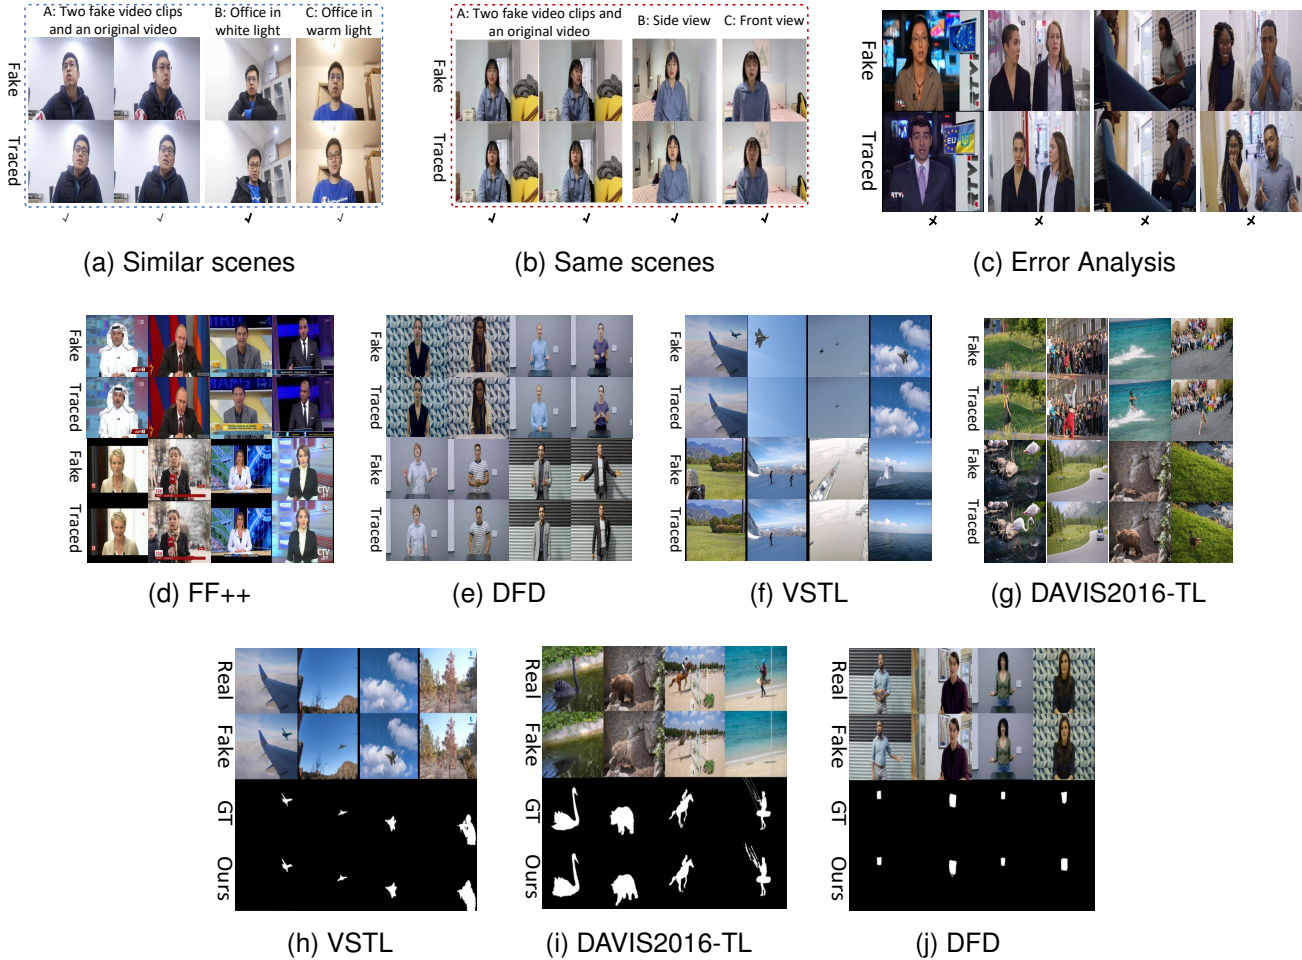 A: Two fake video clips
and an original video
B: Office in
white light
C: Office in
warm light
Fake
Traced
(a) Similar scenes
A: Two fake video clips and
an original video
B: Side view
C: Front view
Fake
Traced
(b) Same scenes
Fake
Traced
RTVi
EU
RTVi
RTVi
(c) Error Analysis
Fake
Traced
Fake
Traced
(d) FF++
Fake
Traced
Fake
Traced
(e) DFD
Fake
Traced
Fake
Traced
(f) VSTL
Fake
Traced
Fake
Traced
(g) DAVIS2016-TL
Real
Fake
GT
Ours
(h) VSTL
Real
Fake
GT
Ours
(i) DAVIS2016-TL
Real
Fake
GT
Ours
(j) DFD